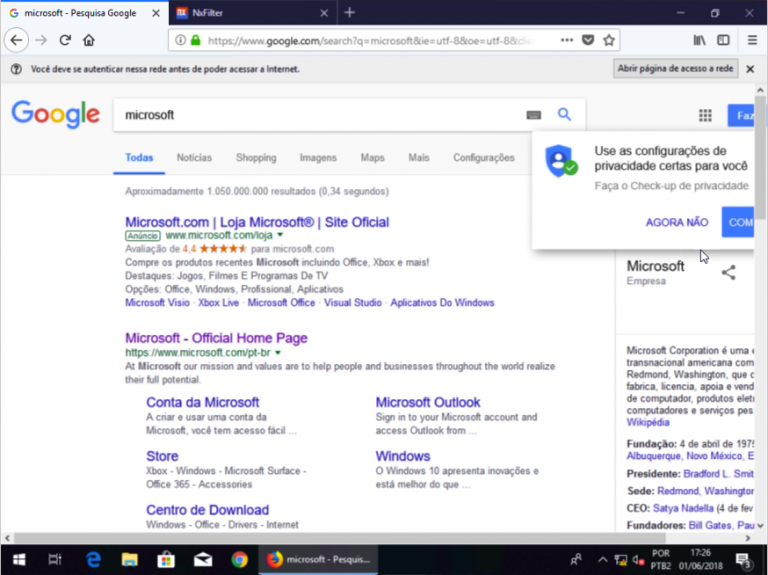 microsoft - Pesquisa Google
NxFilter
https://www.google.com/search?q=microsoft&ie=utf-8&oe=utf-8&clie
Você deve se autenticar nessa rede antes de poder acessar a Internet.
Abrir página de acesso a rede
Google
microsoft
Faz
Todas
Notícias
Shopping
Imagens
Maps
Mais
Configurações
Use as configurações de
privacidade certas para você
Faça o Check-up de privacidade
AGORA NÃO
COM
Aproximadamente 1.050.000.000 resultados (0,34 segundos)
Microsoft.com | Loja Microsoft® | Site Oficial
Anúncio www.microsoft.com/loja
Avaliação de 4,4 ★★★★★ para microsoft.com
Compre os produtos recentes Microsoft incluindo Office, Xbox e mais!
Destaques: Jogos, Filmes E Programas De TV
Opções: Office, Windows, Profissional, Aplicativos
Microsoft Visio · Xbox Live · Microsoft Office · Visual Studio · Aplicativos Do Windows
Microsoft - Official Home Page
https://www.microsoft.com/pt-br
At Microsoft our mission and values are to help people and businesses throughout the world realize
their full potential.
Conta da Microsoft
A criar e usar uma conta da
Microsoft, você tem acesso fácil ...
Microsoft Outlook
Sign in to your Microsoft account and
access Outlook from ...
Store
Xbox - Windows - Microsoft Surface -
Office 365 - Accessories
Windows
O Windows 10 apresenta inovações e
está melhor do que ...
Centro de Download
Windows - Office - Drivers - Internet
Microsoft
Empresa
Microsoft Corporation é uma e
transnacional americana com
Redmond, Washington, que d
fabrica, licencia, apoia e vend
de computador, produtos elet
computadores e serviços pes
Wikipédia
Fundação: 4 de abril de 1975
Albuquerque, Novo México, E
Presidente: Bradford L. Smit
Sede: Redmond, Washington
CEO: Satya Nadella (4 de fev
Fundadores: Bill Gates, Pau
microsoft - Pesquis...
POR
PTB2
17:26
01/06/2018
3